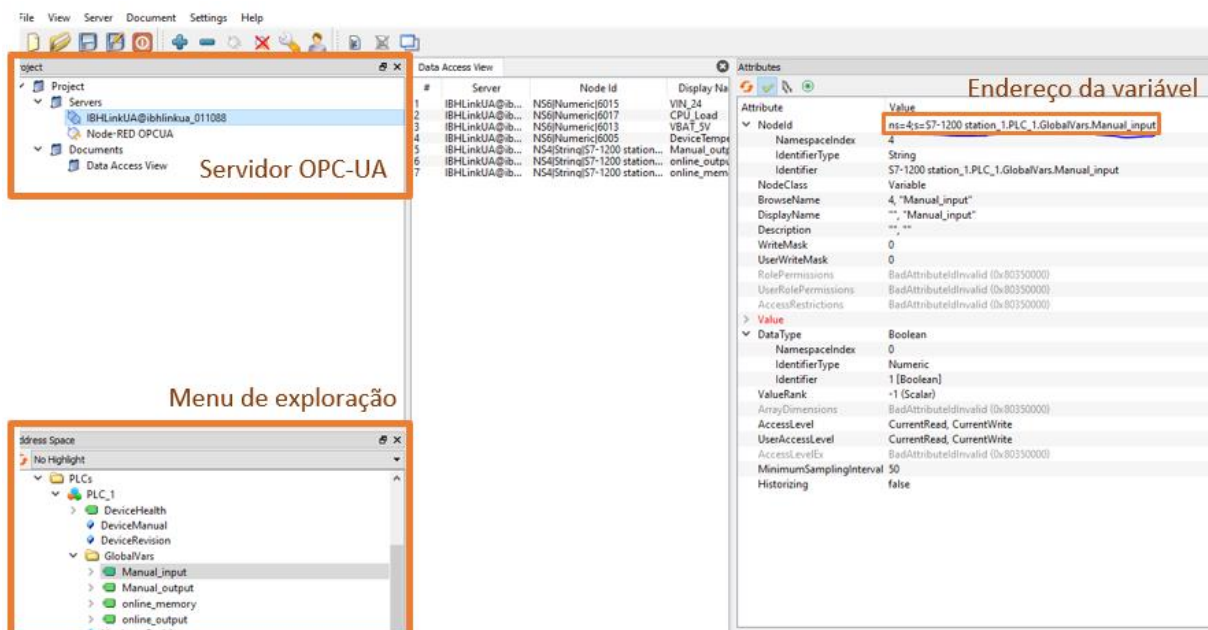 File View Server Document Settings Help
Project
Project
Servers
IBHLinkUA@ibhlinkua_011088
Node-RED OPCUA
Documents
Data Access View
Servidor OPC-UA
Menu de exploração
Address Space
No Highlight
PLCs
PLC_1
DeviceHealth
DeviceManual
DeviceRevision
GlobalVars
Manual_input
Manual_output
online_memory
online_output
Data Access View
# Server Node Id Display Na
1 IBHLinkUA@ib... NS6|Numeric|6015 VIN_24
2 IBHLinkUA@ib... NS6|Numeric|6017 CPU_Load
3 IBHLinkUA@ib... NS6|Numeric|6013 VBAT_5V
4 IBHLinkUA@ib... NS6|Numeric|6005 DeviceTempe
5 IBHLinkUA@ib... NS4|String|S7-1200 station... Manual_outp
6 IBHLinkUA@ib... NS4|String|S7-1200 station... online_outpu
7 IBHLinkUA@ib... NS4|String|S7-1200 station... online_mem
Attributes
Endereço da variável
Attribute Value
NodeId ns=4;s=S7-1200 station_1.PLC_1.GlobalVars.Manual_input
NamespaceIndex 4
IdentifierType String
Identifier S7-1200 station_1.PLC_1.GlobalVars.Manual_input
NodeClass Variable
BrowseName 4, "Manual_input"
DisplayName "", "Manual_input"
Description "", ""
WriteMask 0
UserWriteMask 0
RolePermissions BadAttributeIdInvalid (0x80350000)
UserRolePermissions BadAttributeIdInvalid (0x80350000)
AccessRestrictions BadAttributeIdInvalid (0x80350000)
Value
DataType Boolean
NamespaceIndex 0
IdentifierType Numeric
Identifier 1 [Boolean]
ValueRank -1 (Scalar)
ArrayDimensions BadAttributeIdInvalid (0x80350000)
AccessLevel CurrentRead, CurrentWrite
UserAccessLevel CurrentRead, CurrentWrite
AccessLevelEx BadAttributeIdInvalid (0x80350000)
MinimumSamplingInterval 50
Historizing false